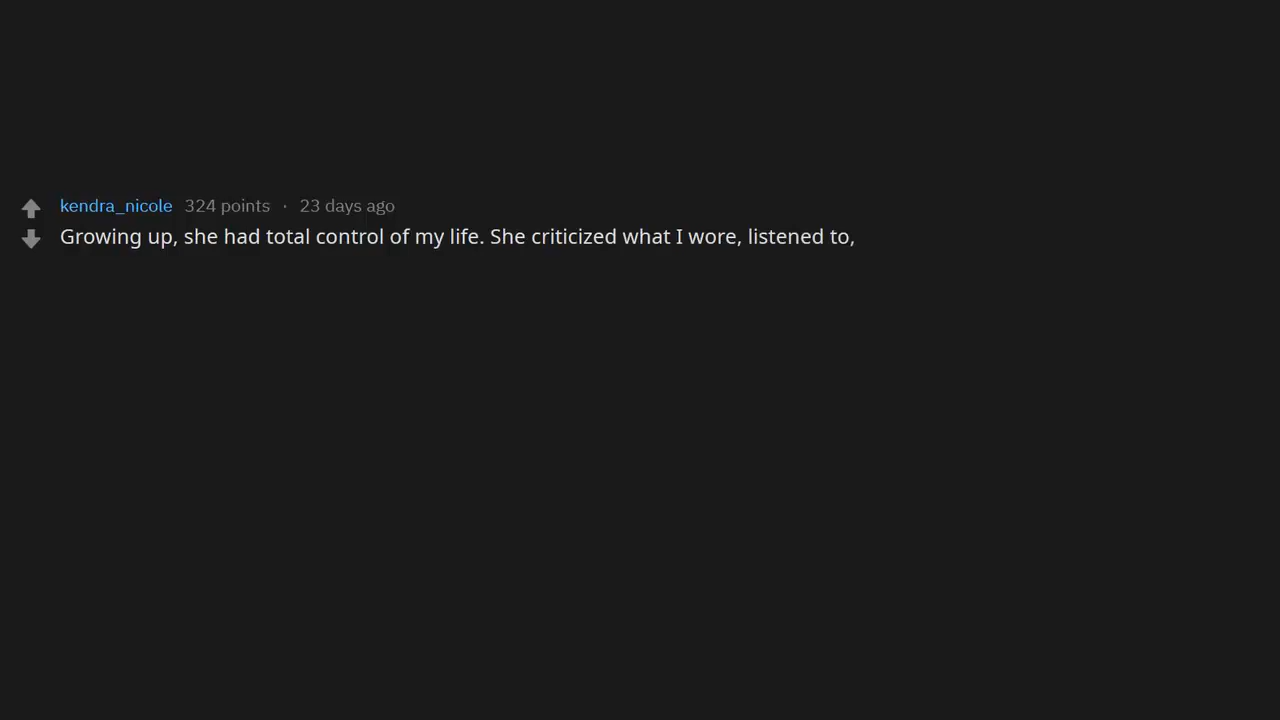 kendra_nicole 324 points · 23 days ago
Growing up, she had total control of my life. She criticized what I wore, listened to,